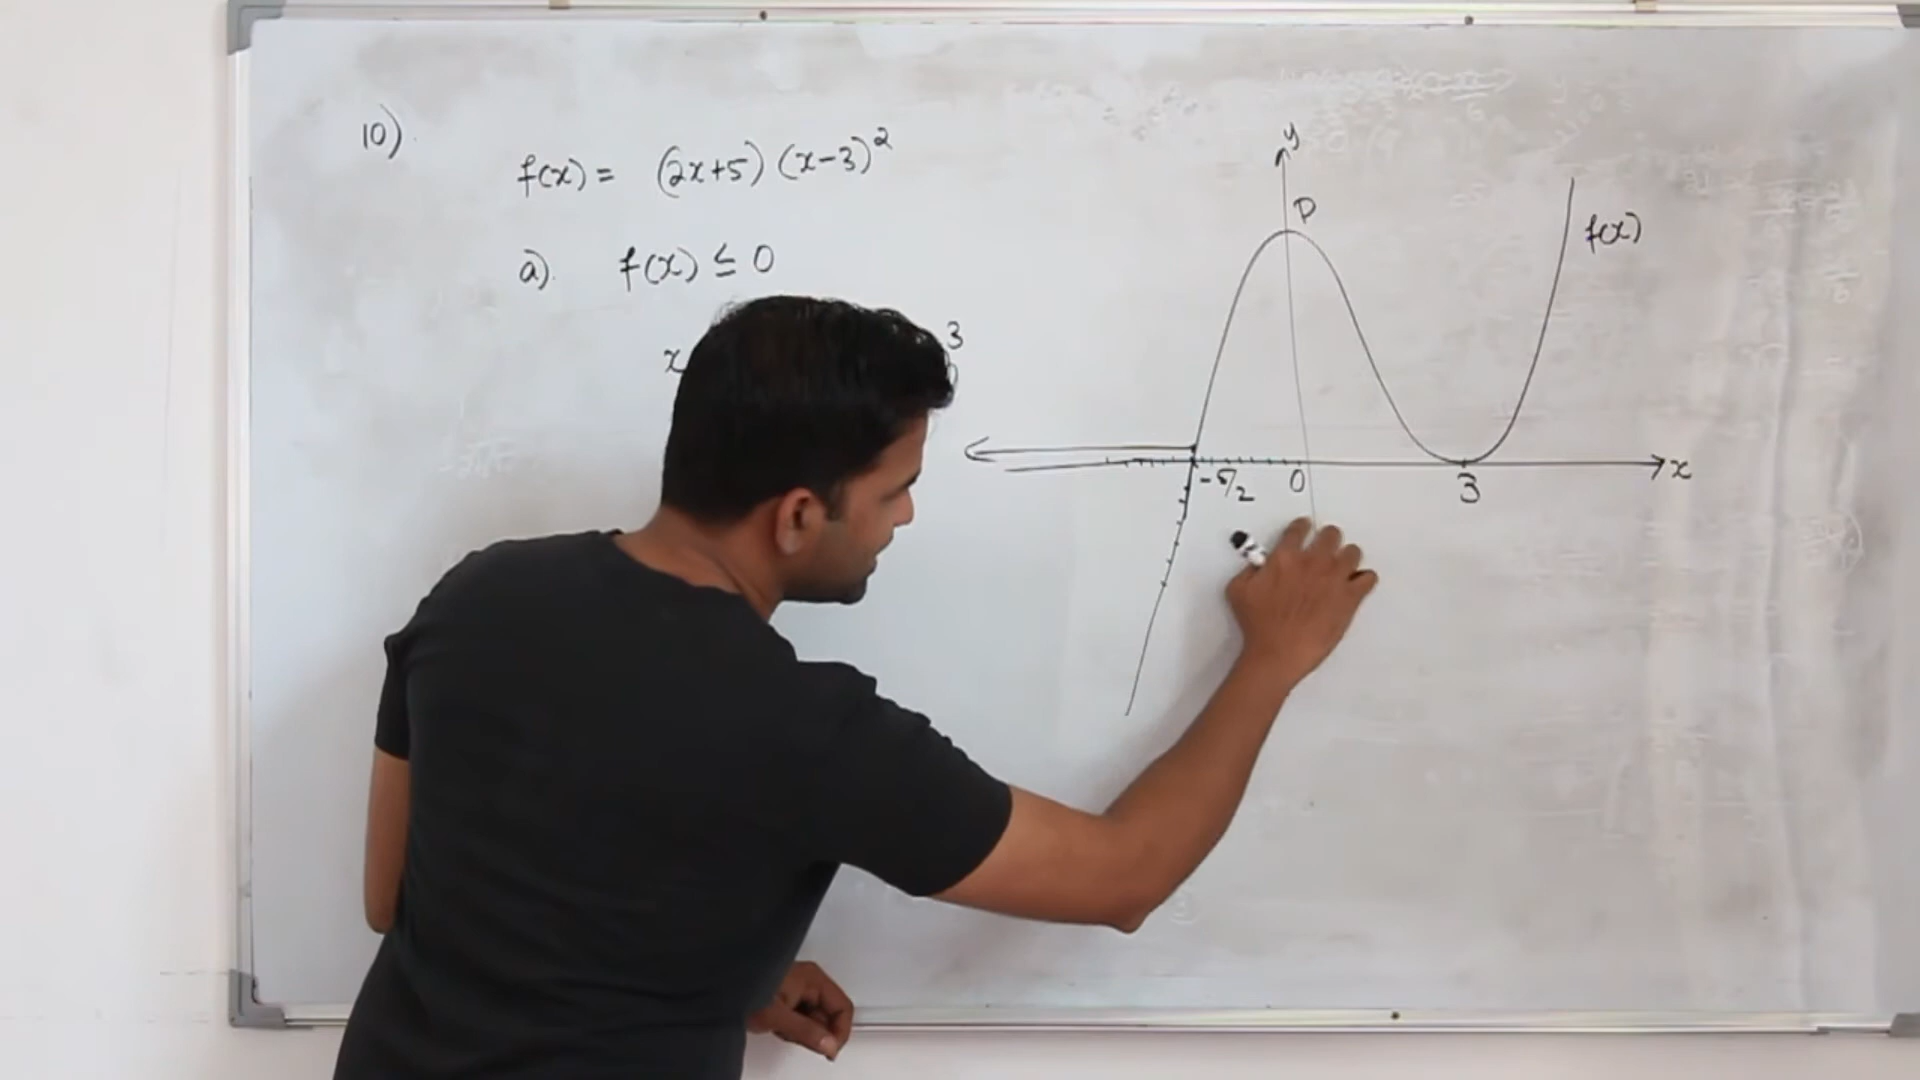 10)
f(x) = (2x+5) (x-3)²
a). f(x) ≤ 0
x 3
y
P
f(x)
-5/2 0 3 x